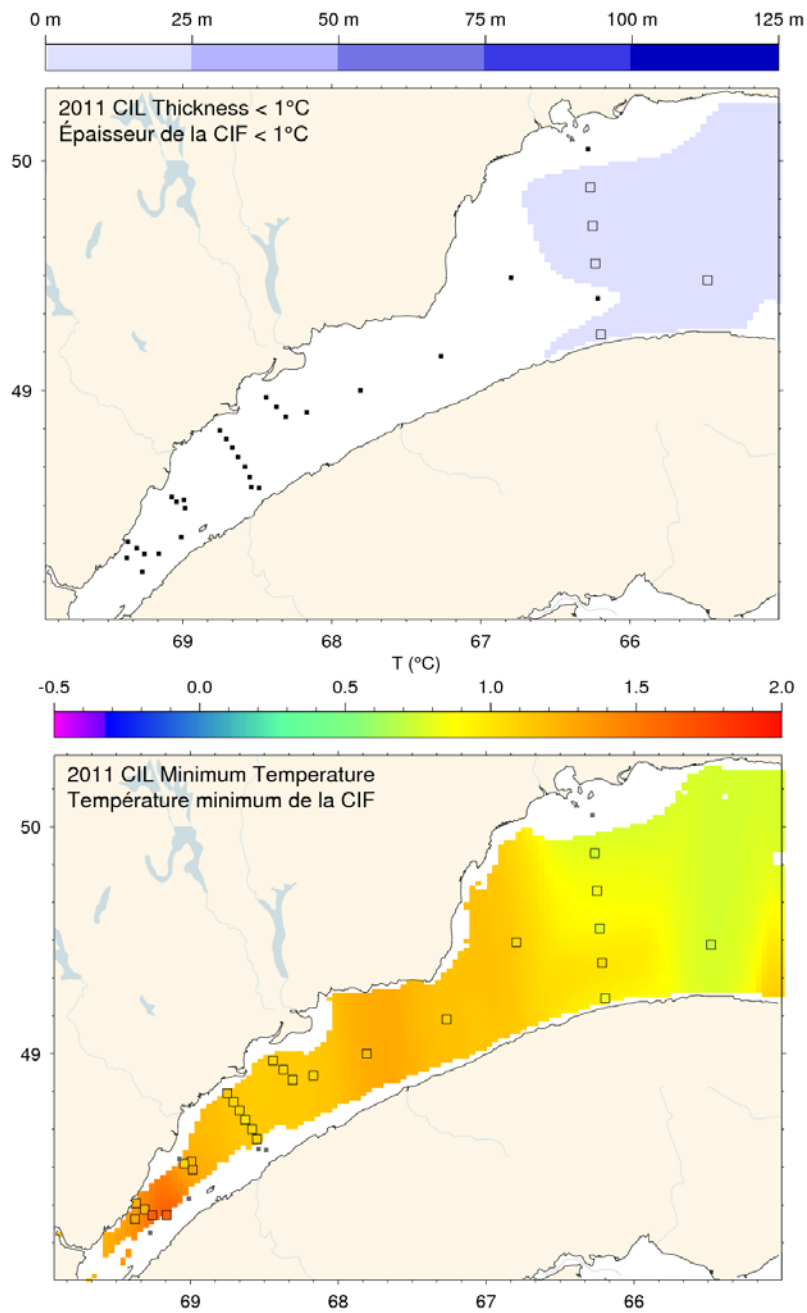 0 m 25 m 50 m 75 m 100 m 125 m
2011 CIL Thickness < 1°C
Épaisseur de la CIF < 1°C
50
49
69 68 67 66
T (°C)
-0.5 0.0 0.5 1.0 1.5 2.0
2011 CIL Minimum Temperature
Température minimum de la CIF
50
49
69 68 67 66